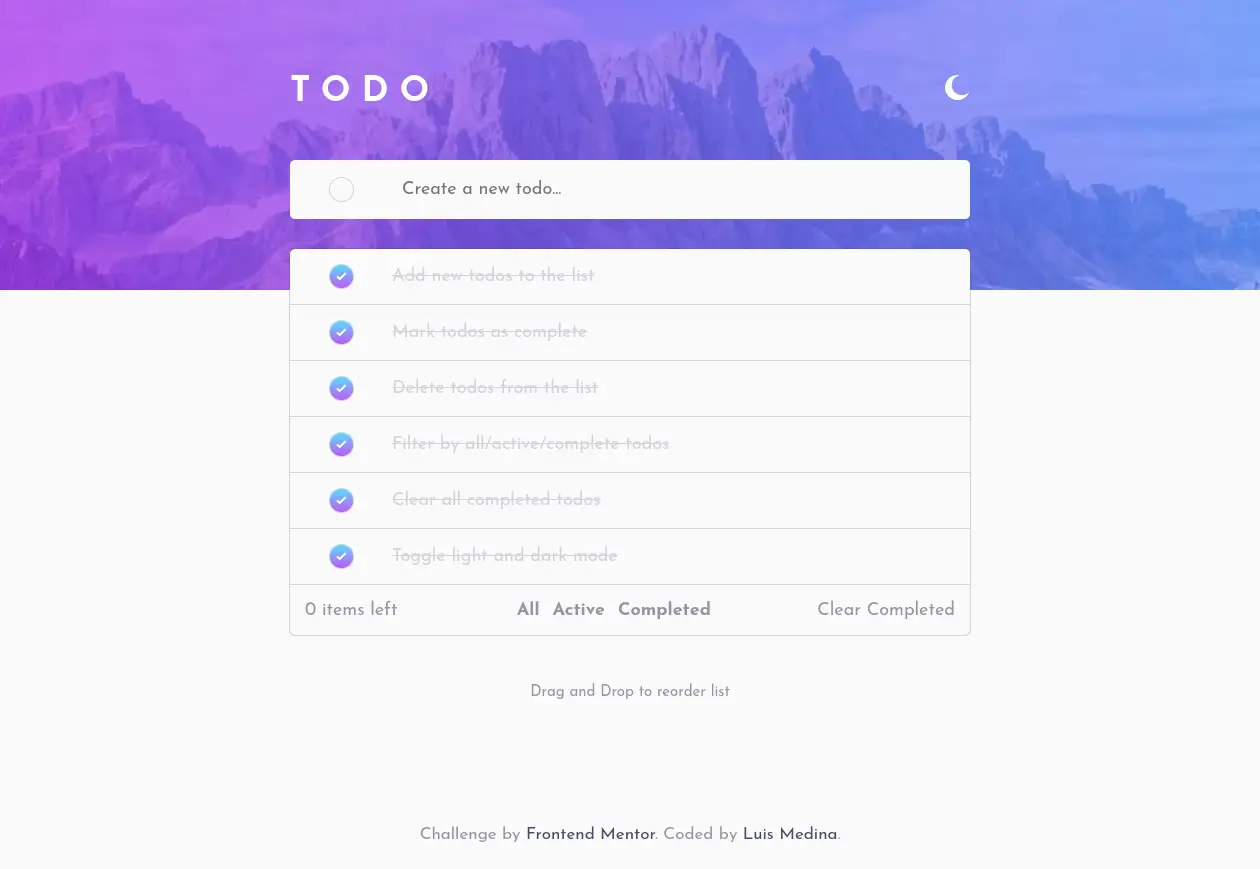 TODO
Create a new todo...
Add new todos to the list
Mark todos as complete
Delete todos from the list
Filter by all/active/complete todos
Clear all completed todos
Toggle light and dark mode
0 items left All Active Completed Clear Completed
Drag and Drop to reorder list
Challenge by Frontend Mentor. Coded by Luis Medina.